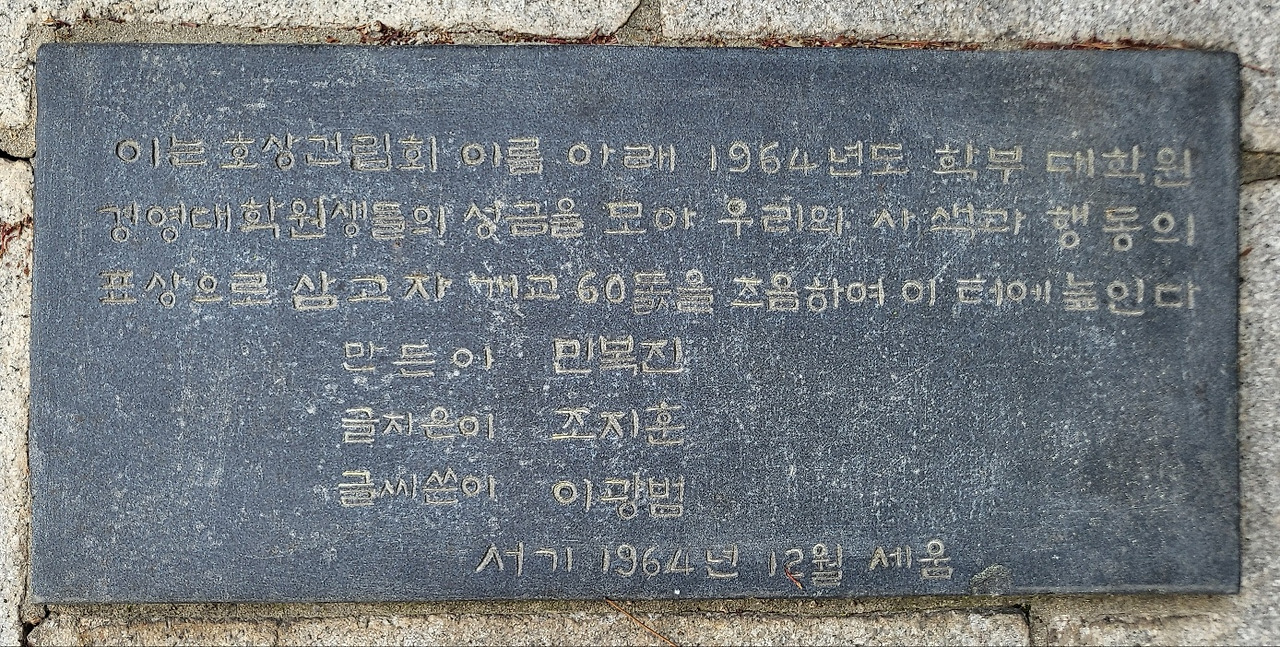 이는 호상건립회 이름 아래 1964년도 학부 대학원
경영대학원생들의 성금을 모아 우리의 사색과 행동의
표상으로 삼고자 개교 60돐을 즈음하여 이 터에 높인다
만든이 민복진
글지은이 조지훈
글씨쓴이 이광범
서기 1964년 12월 세움